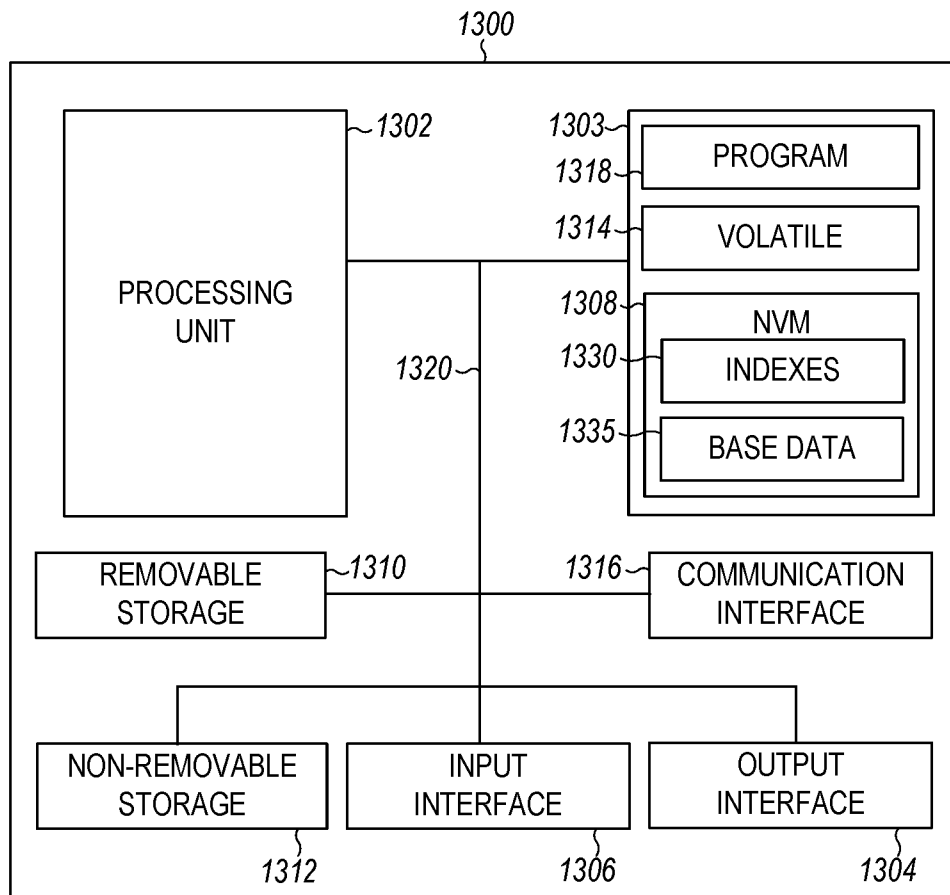 1300
1302
1303
PROGRAM
1318
1314
VOLATILE
PROCESSING
UNIT
1308
NVM
1320
1330
INDEXES
1335
BASE DATA
REMOVABLE
STORAGE
1310
1316
COMMUNICATION
INTERFACE
NON-REMOVABLE
STORAGE
INPUT
INTERFACE
OUTPUT
INTERFACE
1312
1306
1304